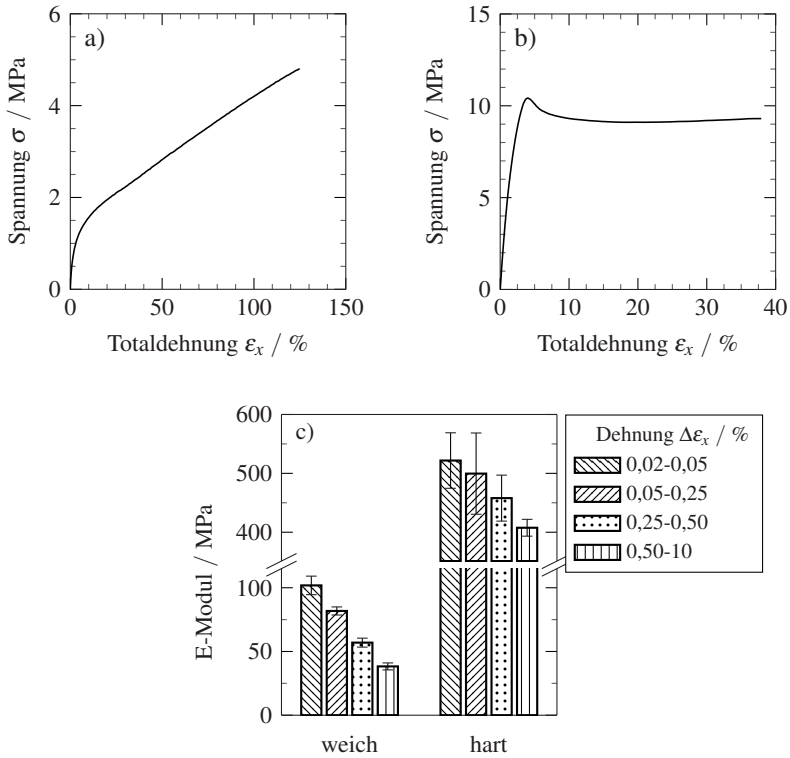 a)
Spannung σ / MPa
6
4
2
0
0 50 100 150
Totaldehnung εx / %
b)
Spannung σ / MPa
15
10
5
0
0 10 20 30 40
Totaldehnung εx / %
c)
E-Modul / MPa
600
500
400
100
50
0
weich hart
Dehnung Δεx / %
0,02-0,05
0,05-0,25
0,25-0,50
0,50-10